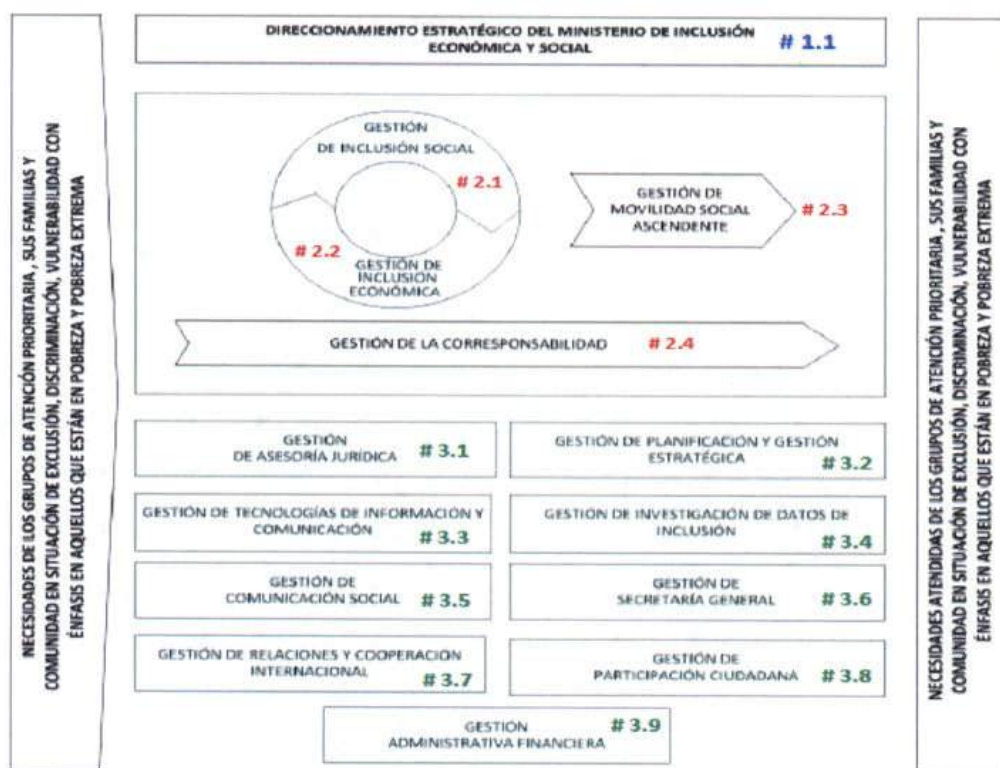 NECESIDADES DE LOS GRUPOS DE ATENCIÓN PRIORITARIA , SUS FAMILIAS Y
COMUNIDAD EN SITUACIÓN DE EXCLUSIÓN, DISCRIMINACIÓN, VULNERABILIDAD CON
ÉNFASIS EN AQUELLOS QUE ESTÁN EN POBREZA Y POBREZA EXTREMA
DIRECCIONAMIENTO ESTRATÉGICO DEL MINISTERIO DE INCLUSIÓN
ECONÓMICA Y SOCIAL # 1.1
GESTIÓN
DE INCLUSIÓN SOCIAL
# 2.1
# 2.2
GESTIÓN DE
INCLUSIÓN
ECONÓMICA
GESTIÓN DE
MOVILIDAD SOCIAL
ASCENDENTE
# 2.3
GESTIÓN DE LA CORRESPONSABILIDAD # 2.4
GESTIÓN
DE ASESORÍA JURÍDICA # 3.1
GESTIÓN DE PLANIFICACIÓN Y GESTIÓN
ESTRATÉGICA # 3.2
GESTIÓN DE TECNOLOGÍAS DE INFORMACIÓN Y
COMUNICACIÓN # 3.3
GESTIÓN DE INVESTIGACIÓN DE DATOS DE
INCLUSIÓN # 3.4
GESTIÓN DE
COMUNICACIÓN SOCIAL # 3.5
GESTIÓN DE
SECRETARÍA GENERAL # 3.6
GESTIÓN DE RELACIONES Y COOPERACIÓN
INTERNACIONAL # 3.7
GESTIÓN DE
PARTICIPACIÓN CIUDADANA # 3.8
GESTION # 3.9
ADMINISTRATIVA FINANCIERA
NECESIDADES ATENDIDAS DE LOS GRUPOS DE ATENCIÓN PRIORITARIA , SUS FAMILIAS Y
COMUNIDAD EN SITUACIÓN DE EXCLUSIÓN, DISCRIMINACIÓN, VULNERABILIDAD CON
ÉNFASIS EN AQUELLOS QUE ESTÁN EN POBREZA Y POBREZA EXTREMA